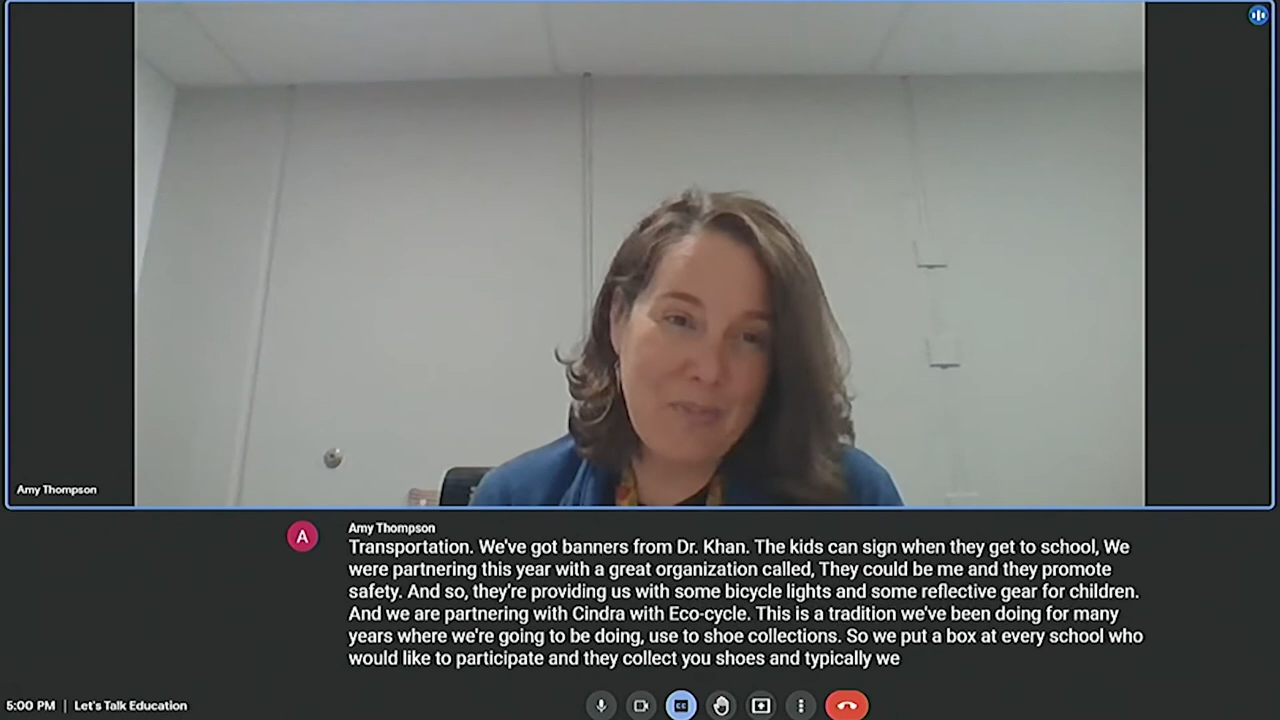 Amy Thompson
A
Amy Thompson
Transportation. We've got banners from Dr. Khan. The kids can sign when they get to school, We
were partnering this year with a great organization called, They could be me and they promote
safety. And so, they're providing us with some bicycle lights and some reflective gear for children.
And we are partnering with Cindra with Eco-cycle. This is a tradition we've been doing for many
years where we're going to be doing, use to shoe collections. So we put a box at every school who
would like to participate and they collect you shoes and typically we
5:00 PM | Let's Talk Education